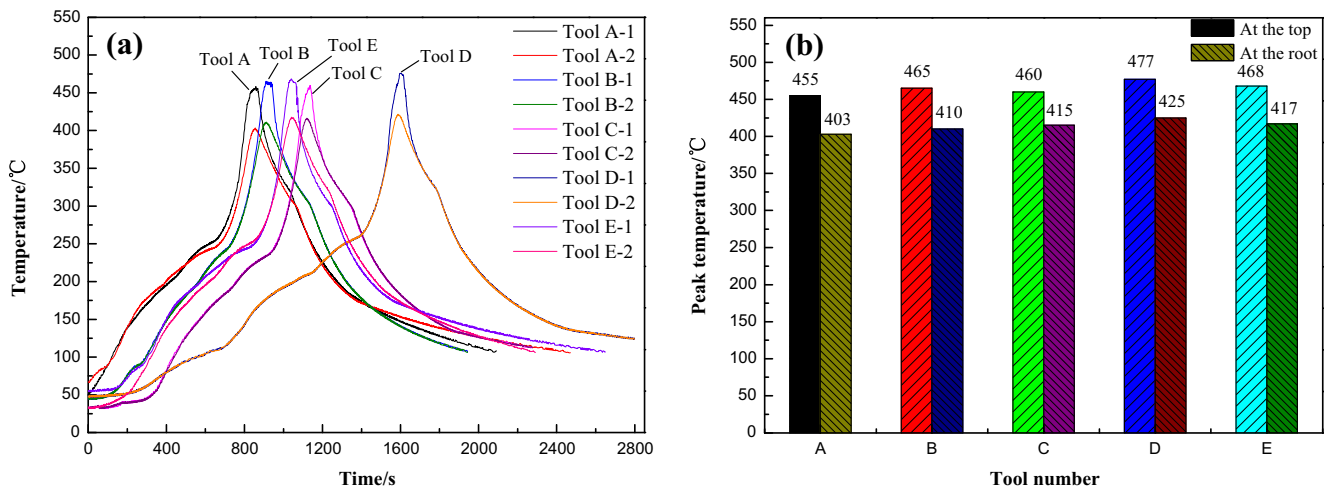 (a)
Temperature/℃
550
500
450
400
350
300
250
200
150
100
50
0
0 400 800 1200 1600 2000 2400 2800
Time/s
Tool A
Tool B
Tool E
Tool C
Tool D
Tool A-1
Tool A-2
Tool B-1
Tool B-2
Tool C-1
Tool C-2
Tool D-1
Tool D-2
Tool E-1
Tool E-2
(b)
Peak temperature/℃
550
500
450
400
350
300
250
200
150
100
50
0
At the top
At the root
455 403 465 410 460 415 477 425 468 417
A B C D E
Tool number